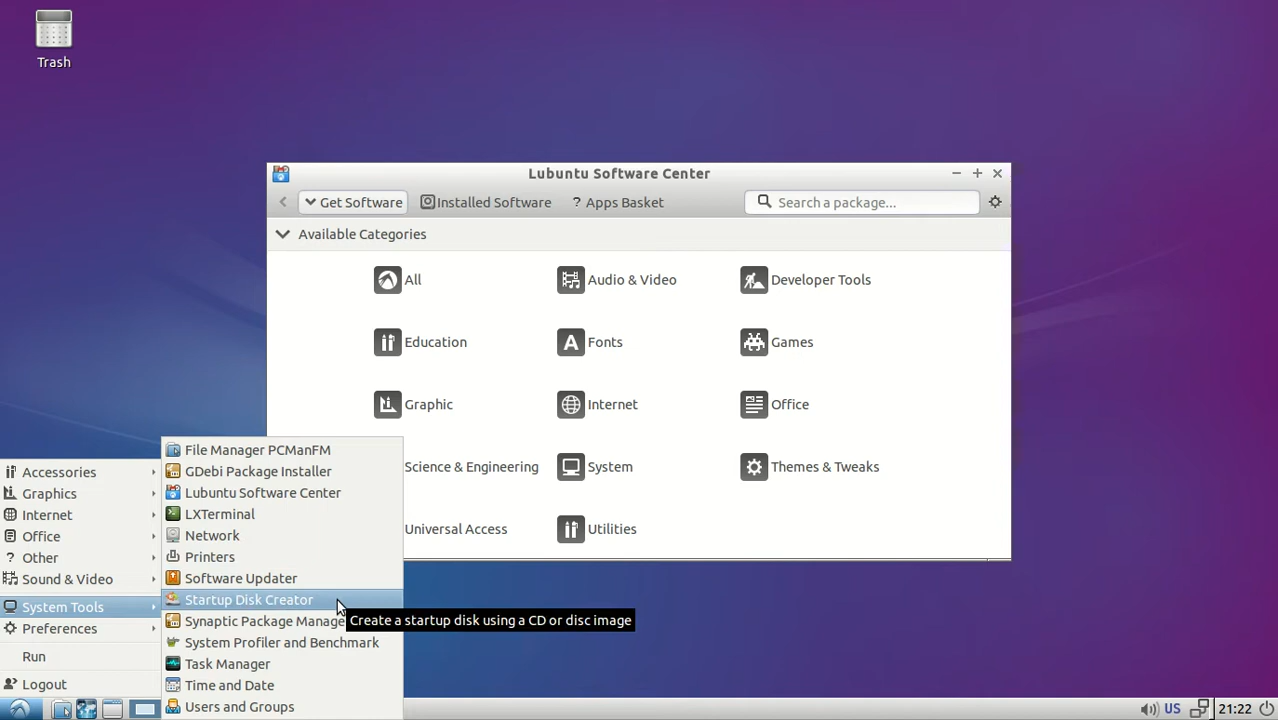 Trash
Lubuntu Software Center
Get Software
Installed Software
? Apps Basket
Search a package...
Available Categories
All
Audio & Video
Developer Tools
Education
Fonts
Games
Graphic
Internet
Office
Science & Engineering
System
Themes & Tweaks
Universal Access
Utilities
Accessories
Graphics
Internet
Office
? Other
Sound & Video
System Tools
Preferences
Run
Logout
File Manager PCManFM
GDebi Package Installer
Lubuntu Software Center
LXTerminal
Network
Printers
Software Updater
Startup Disk Creator
Synaptic Package Manage
Create a startup disk using a CD or disc image
System Profiler and Benchmark
Task Manager
Time and Date
Users and Groups
US
21:22